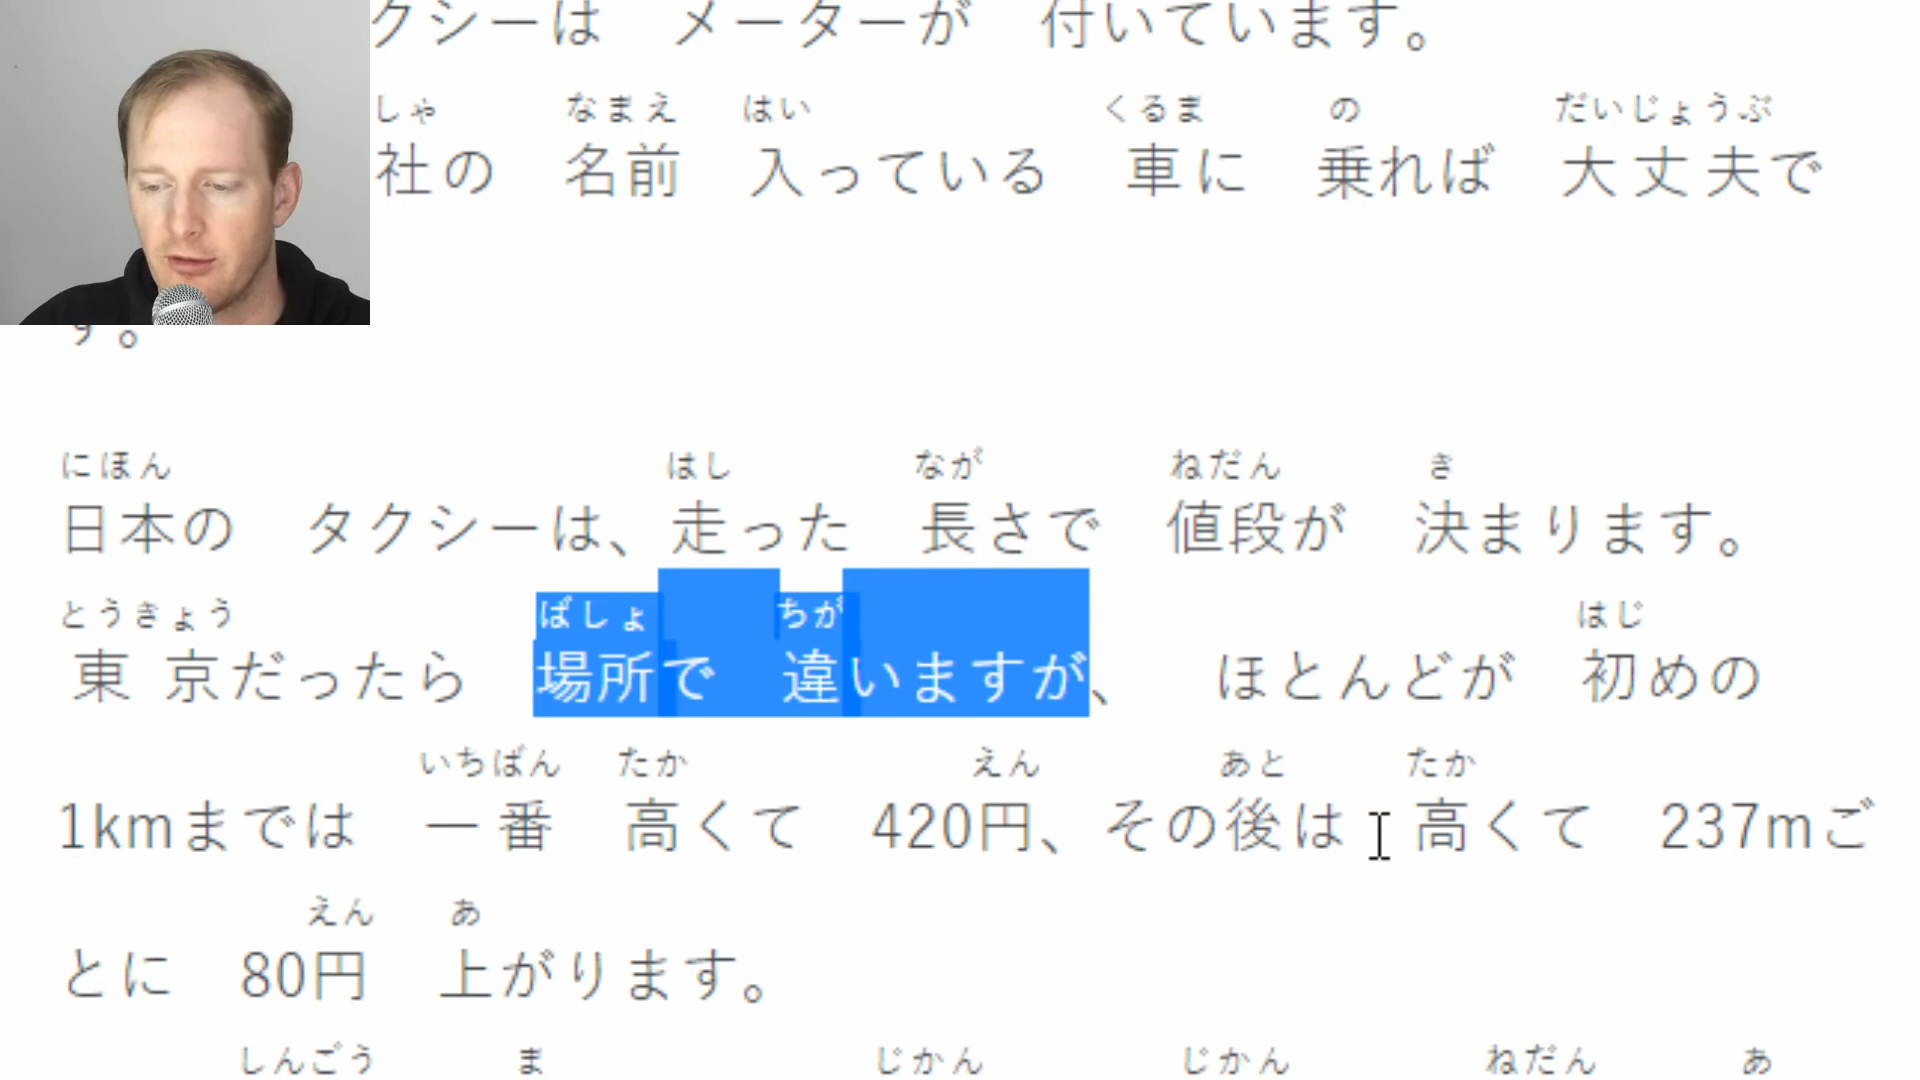 クシーは メーターが 付いています。
しゃ なまえ はい くるま の だいじょうぶ
社の 名前 入っている 車に 乗れば 大丈夫で
す。
にほん はし なが ねだん き
日本の タクシーは、走った 長さで 値段が 決まります。
とうきょう ばしょ ちが はじ
東京だったら 場所で 違いますが、 ほとんどが 初めの
いちばん たか えん あと たか
1kmまでは 一番 高くて 420円、その後は 高くて 237mご
えん あ
とに 80円 上がります。
しんごう ま じかん じかん ねだん あ